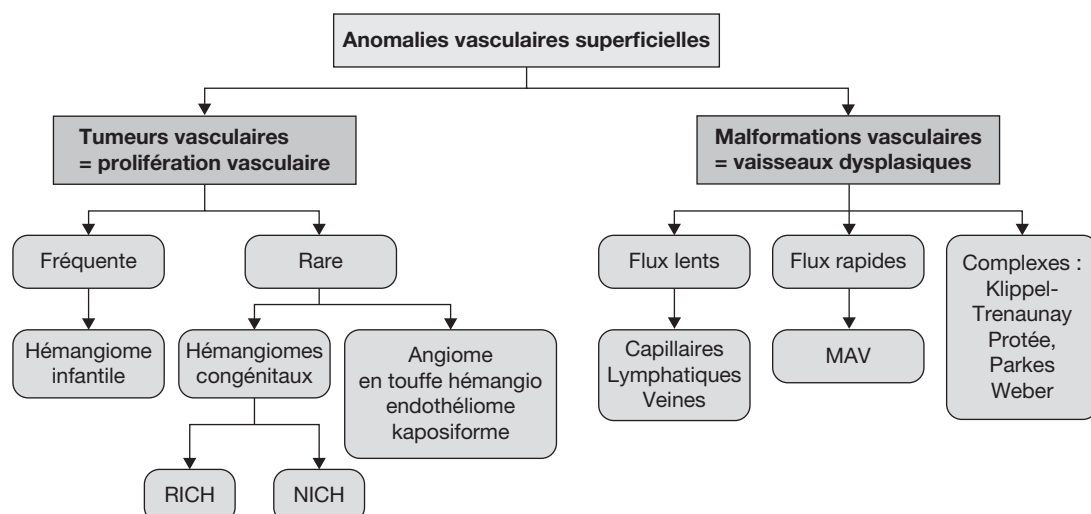 Anomalies vasculaires superficielles
Tumeurs vasculaires
= prolifération vasculaire
Malformations vasculaires
= vaisseaux dysplasiques
Fréquente
Rare
Flux lents
Flux rapides
Complexes :
Klippel-
Trenaunay
Protée,
Parkes
Weber
Hémangiome
infantile
Hémangiomes
congénitaux
Angiome
en touffe hémangio
endothéliome
kaposiforme
Capillaires
Lymphatiques
Veines
MAV
RICH
NICH